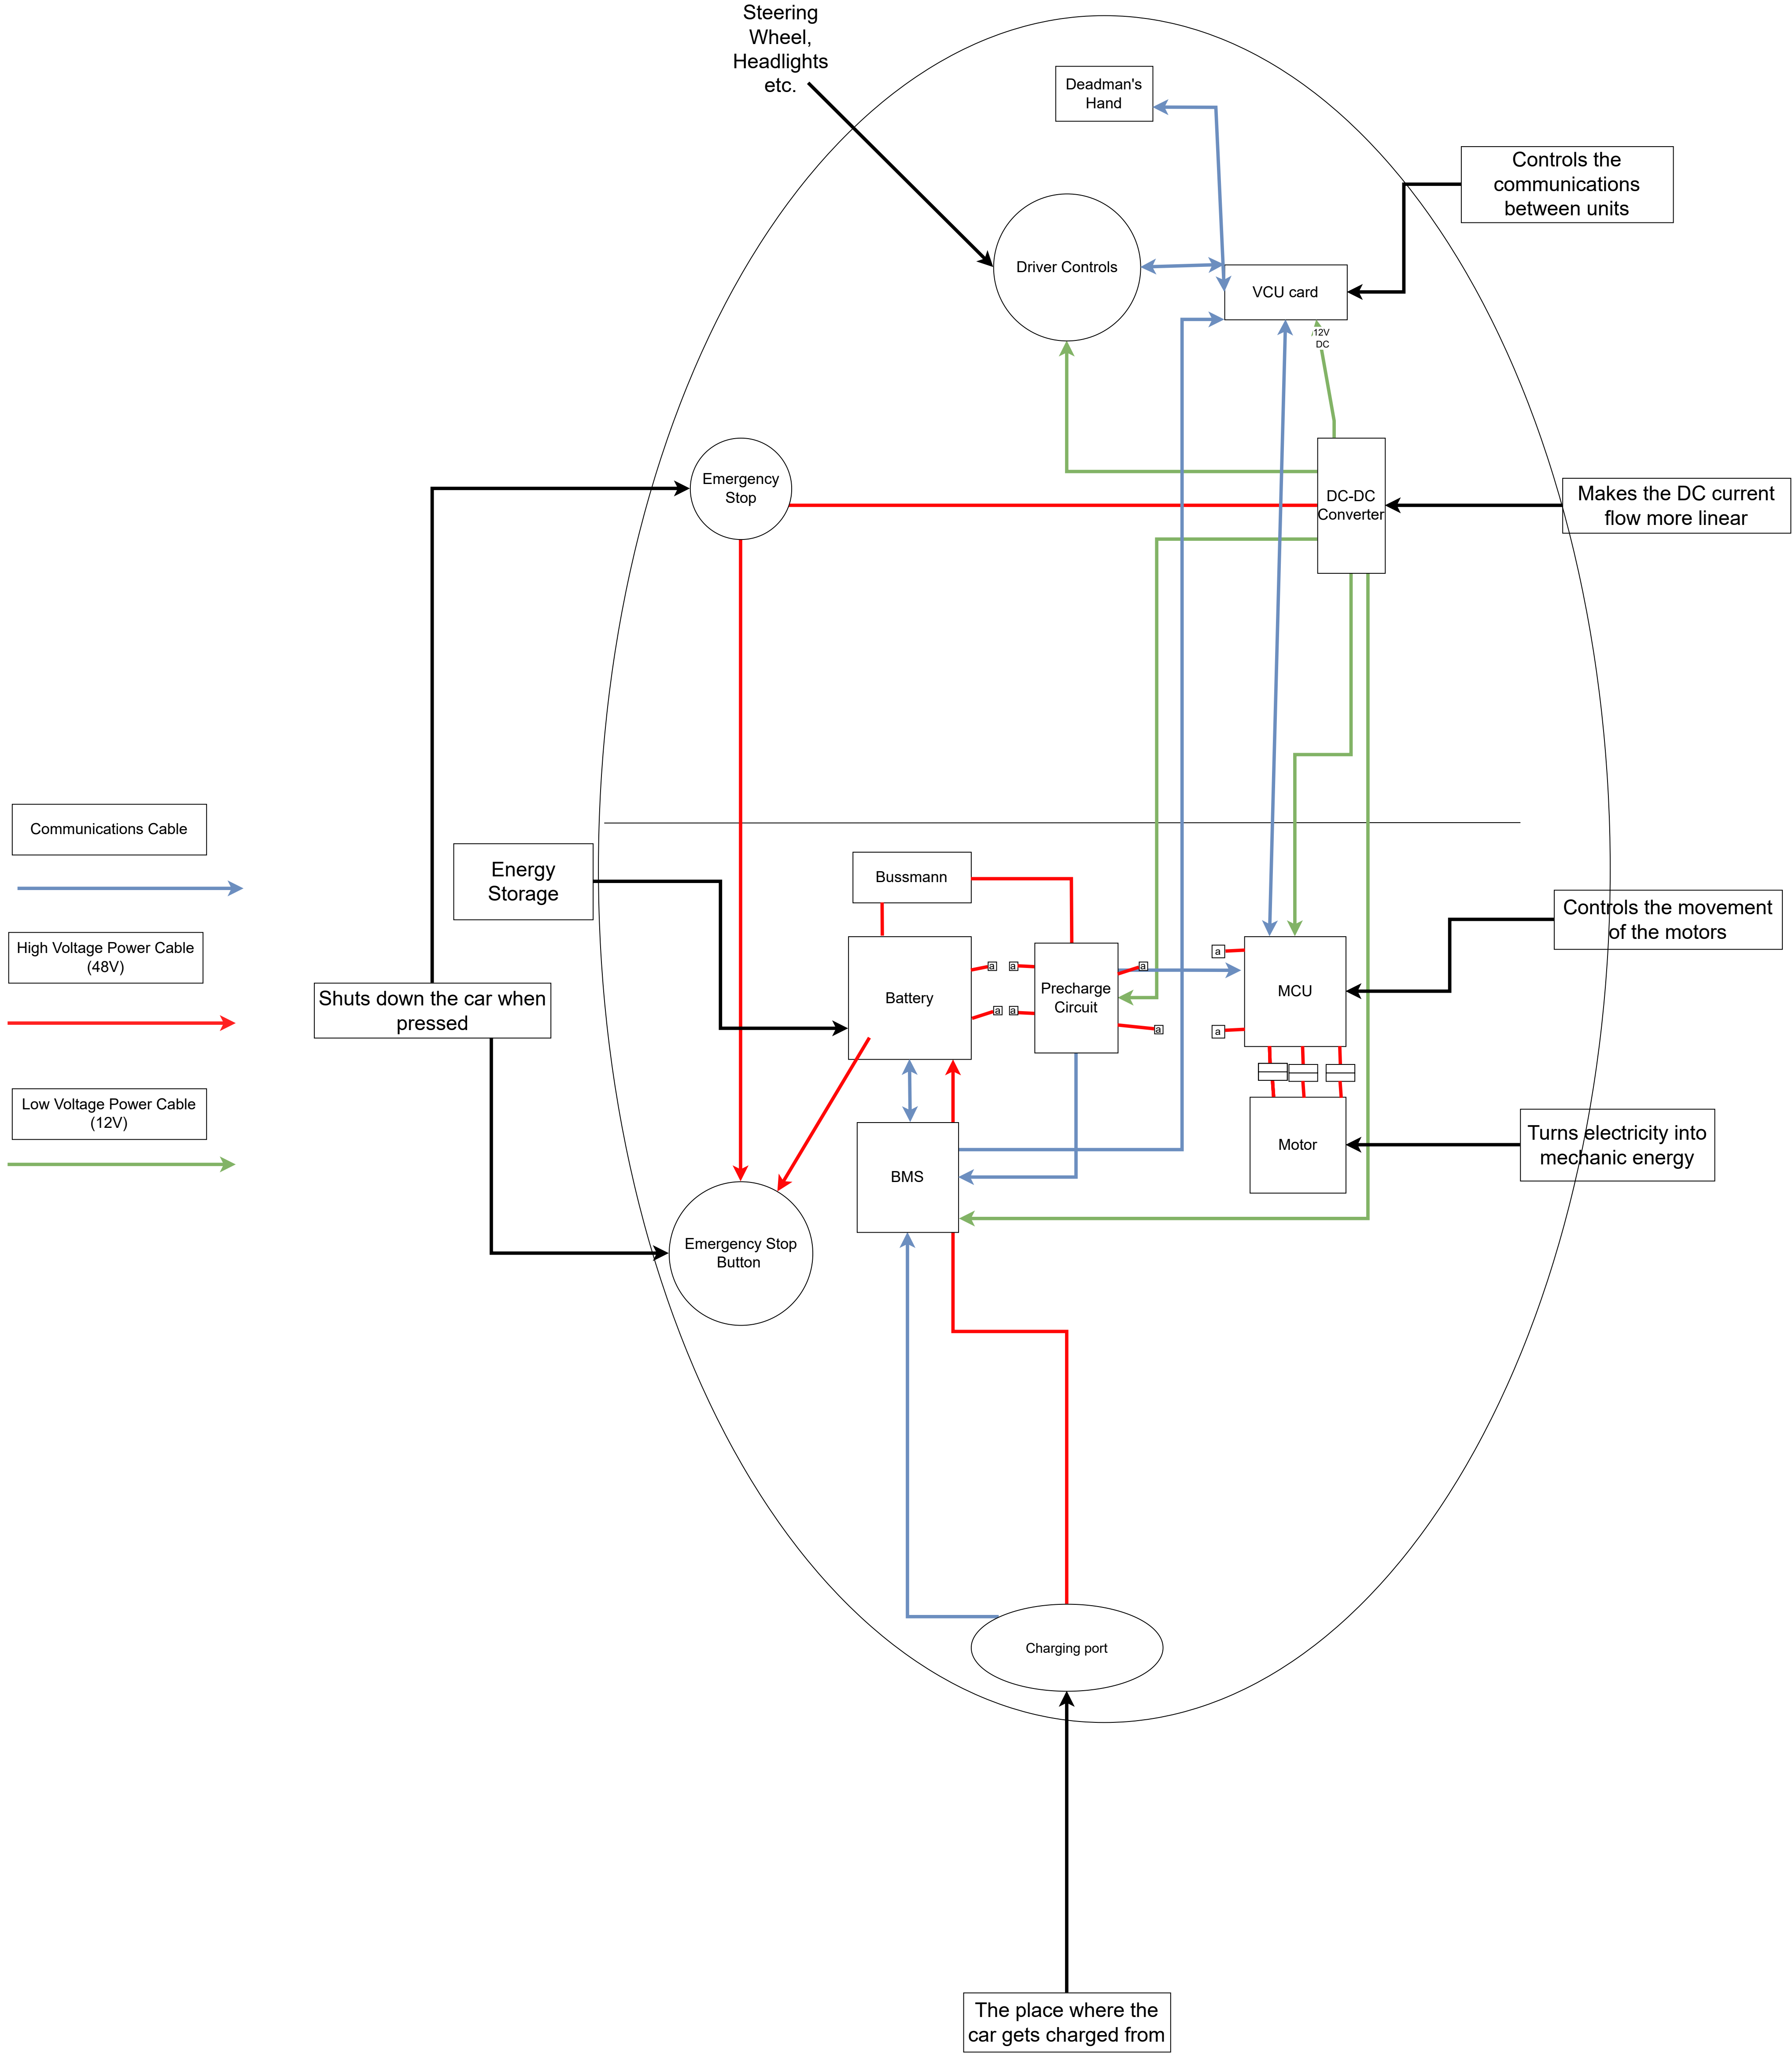 Steering
Wheel,
Headlights
etc.
Deadman's
Hand
Controls the
communications
between units
Driver Controls
VCU card
12V
DC
Emergency
Stop
DC-DC
Converter
Makes the DC current
flow more linear
Communications Cable
Energy
Storage
Bussmann
Controls the movement
of the motors
High Voltage Power Cable
(48V)
Shuts down the car when
pressed
Battery
a
a
a
a
Precharge
Circuit
a
a
a
a
MCU
Low Voltage Power Cable
(12V)
BMS
Motor
Turns electricity into
mechanic energy
Emergency Stop
Button
Charging port
The place where the
car gets charged from